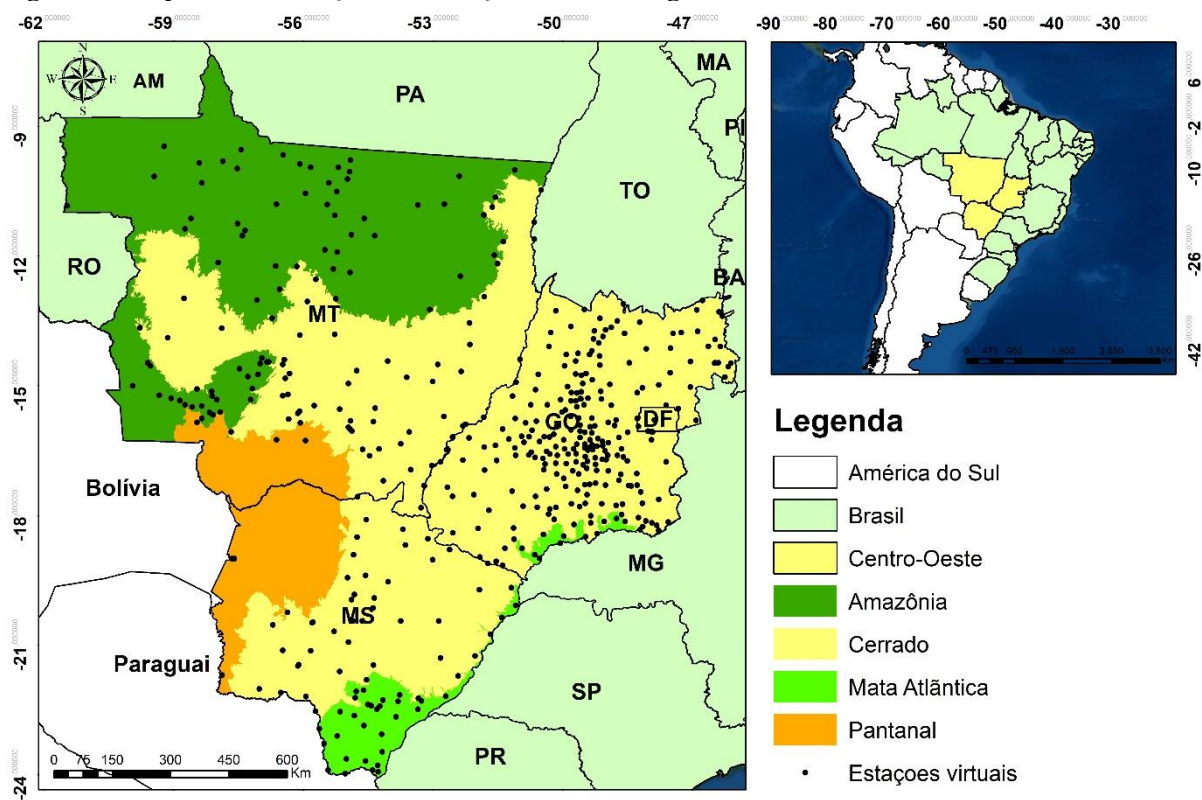 -62 -59 -56 -53 -50 -47
-90 -80 -70 -60 -50 -40 -30
N
W E
S
AM
PA
MA
PI
TO
BA
RO
MT
GO
DF
Bolívia
MG
MS
Paraguai
SP
PR
9
-12
-15
-18
-21
-24
6
-2
-10
-26
-42
0 75 150 300 450 600
Km
Km
Legenda
América do Sul
Brasil
Centro-Oeste
Amazônia
Cerrado
Mata Atlãntica
Pantanal
Estaçoes virtuais